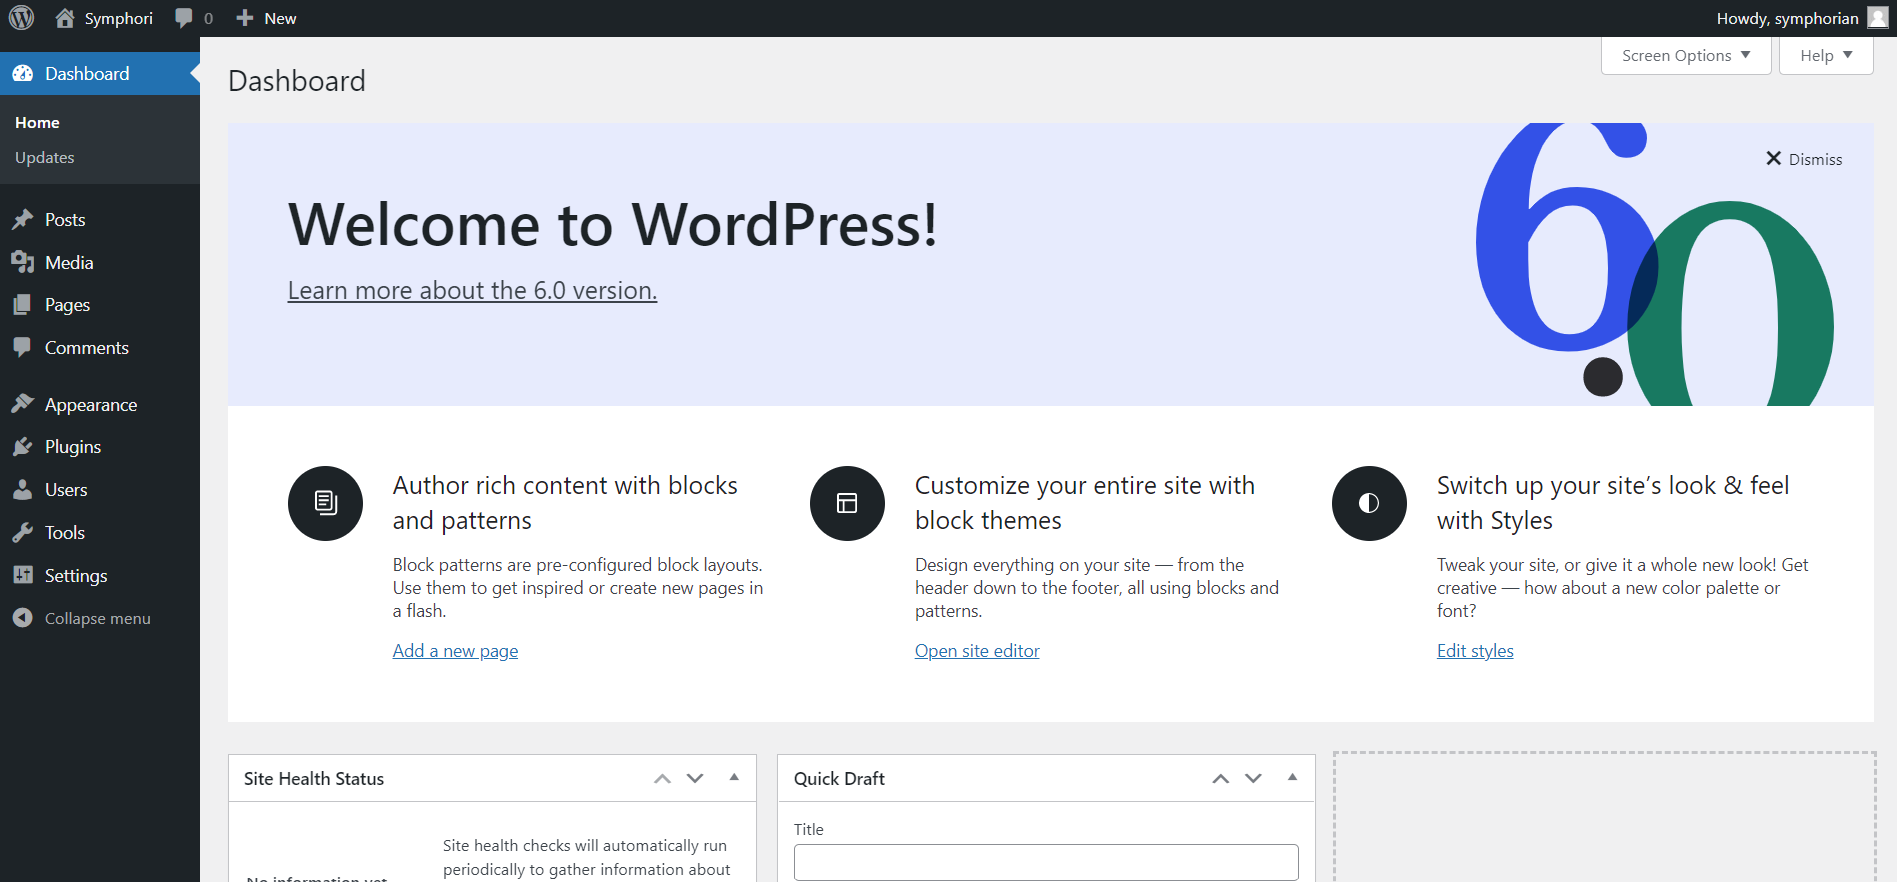 Symphori
0
New
Howdy, symphorian
Dashboard
Home
Updates
Posts
Media
Pages
Comments
Appearance
Plugins
Users
Tools
Settings
Collapse menu
Screen Options
Help
Dashboard
Dismiss
Welcome to WordPress!
Learn more about the 6.0 version.
6.0
Author rich content with blocks
and patterns
Block patterns are pre-configured block layouts.
Use them to get inspired or create new pages in
a flash.
Add a new page
Customize your entire site with
block themes
Design everything on your site — from the
header down to the footer, all using blocks and
patterns.
Open site editor
Switch up your site’s look & feel
with Styles
Tweak your site, or give it a whole new look! Get
creative — how about a new color palette or
font?
Edit styles
Site Health Status
Site health checks will automatically run
periodically to gather information about
No information yet
Quick Draft
Title